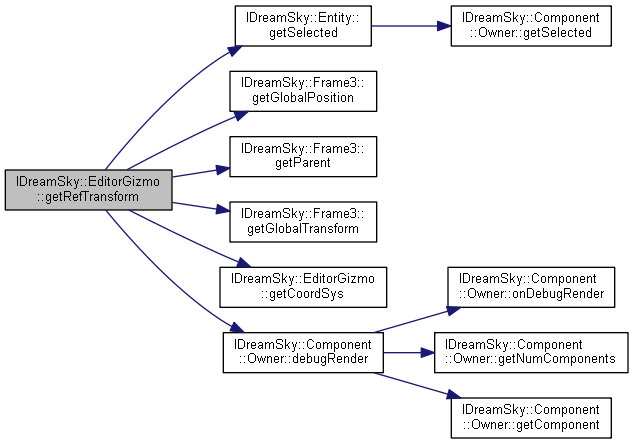 IDreamSky::Entity::
getSelected
IDreamSky::Component
::Owner::getSelected
IDreamSky::Frame3::
getGlobalPosition
IDreamSky::Frame3::
getParent
IDreamSky::EditorGizmo
::getRefTransform
IDreamSky::Frame3::
getGlobalTransform
IDreamSky::EditorGizmo
::getCoordSys
IDreamSky::Component
::Owner::onDebugRender
IDreamSky::Component
::Owner::debugRender
IDreamSky::Component
::Owner::getNumComponents
IDreamSky::Component
::Owner::getComponent